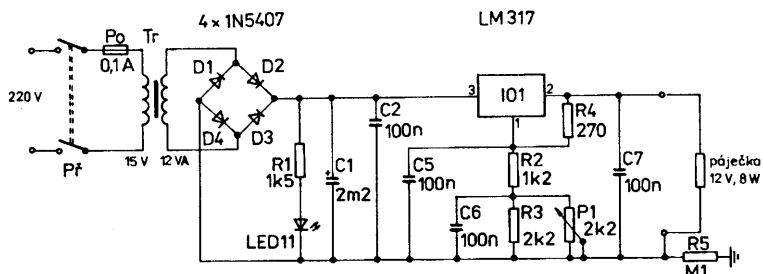 4 x 1N5407
LM 317
Po
Tr
0,1A
220 V
Př
15 V
12 VA
D1
D2
D4
D3
R1
1k5
LED11
C1
+
2m2
C2
100n
C5
100n
3
IO1
2
1
R4
270
R2
1k2
C6
100n
R3
2k2
P1
2k2
C7
100n
páječka
12 V, 8 W
R5
M1